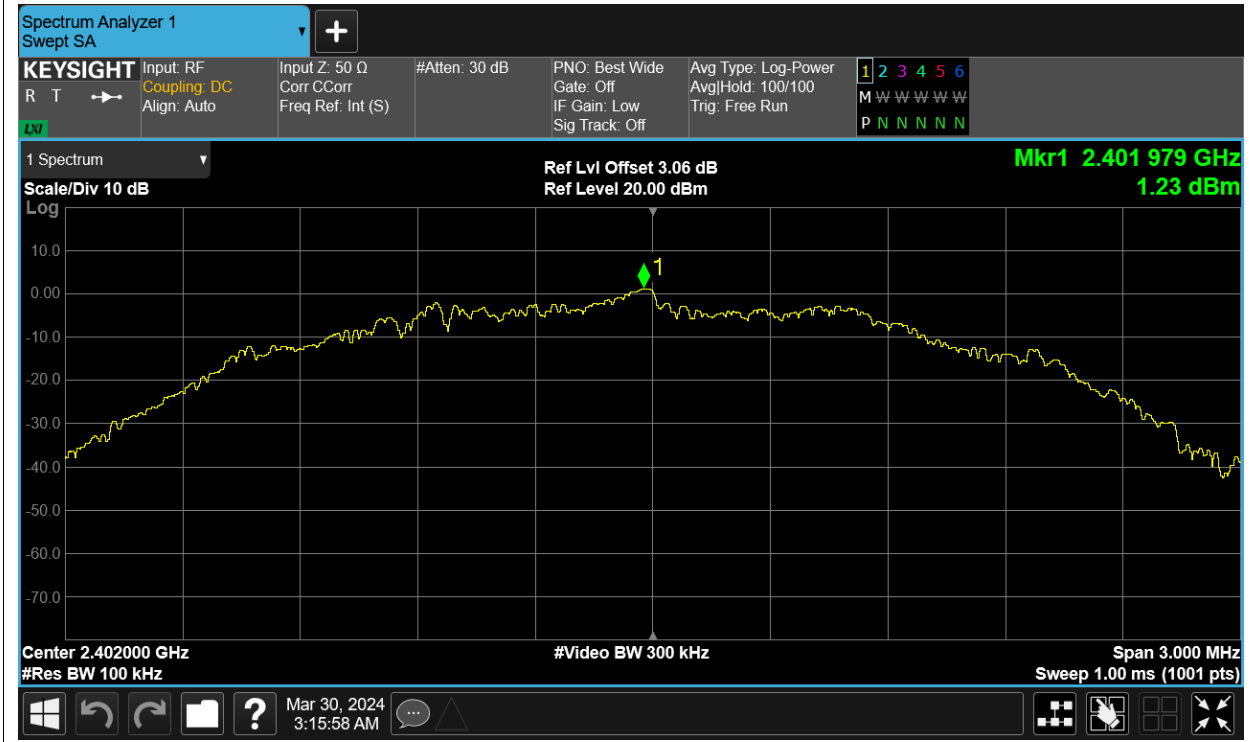 Spectrum Analyzer 1
Swept SA
KEYSIGHT
R T
LXI
Input: RF
Coupling: DC
Align: Auto
Input Z: 50 Ω
Corr CCorr
Freq Ref: Int (S)
#Atten: 30 dB
PNO: Best Wide
Gate: Off
IF Gain: Low
Sig Track: Off
Avg Type: Log-Power
Avg|Hold: 100/100
Trig: Free Run
1 2 3 4 5 6
M W W W W W
P N N N N N
1 Spectrum
Scale/Div 10 dB
Log
Ref Lvl Offset 3.06 dB
Ref Level 20.00 dBm
Mkr1 2.401 979 GHz
1.23 dBm
10.0
0.00
-10.0
-20.0
-30.0
-40.0
-50.0
-60.0
-70.0
1
Center 2.402000 GHz
#Res BW 100 kHz
#Video BW 300 kHz
Span 3.000 MHz
Sweep 1.00 ms (1001 pts)
?
Mar 30, 2024
3:15:58 AM